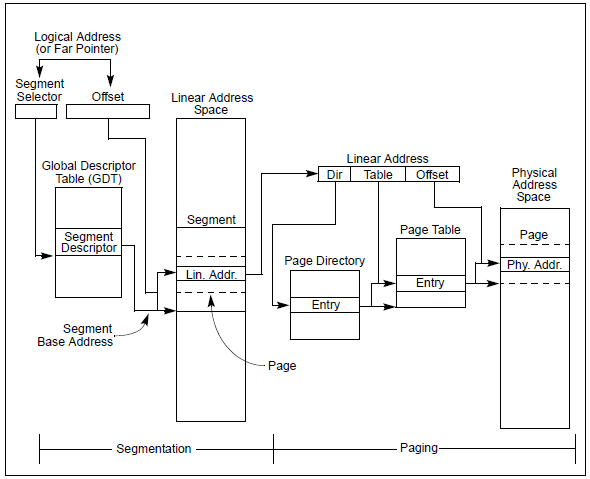 Logical Address
(or Far Pointer)
Segment
Selector
Offset
Linear Address
Space
Global Descriptor
Table (GDT)
Segment
Descriptor
Segment
Base Address
Segment
Lin. Addr.
Page
Linear Address
Dir
Table
Offset
Page Directory
Entry
Page Table
Entry
Physical
Address
Space
Page
Phy. Addr.
Segmentation
Paging